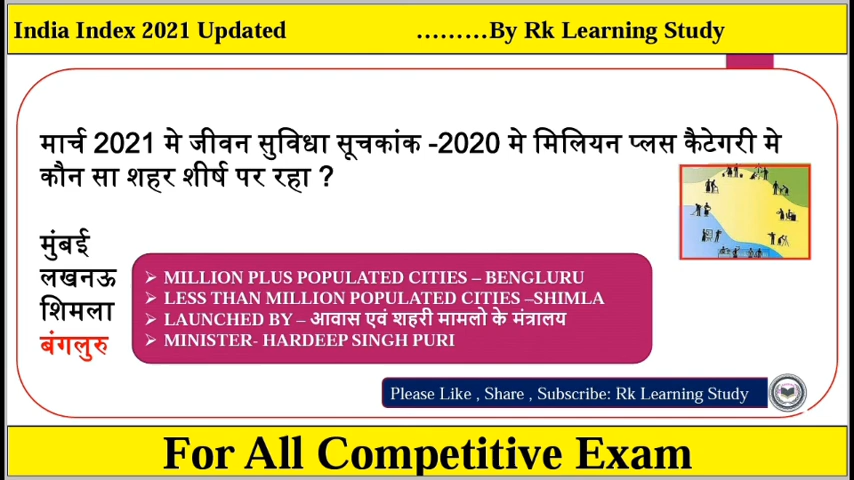 India Index 2021 Updated ………By Rk Learning Study
मार्च 2021 मे जीवन सुविधा सूचकांक -2020 मे मिलियन प्लस कैटेगरी मे
कौन सा शहर शीर्ष पर रहा ?
मुंबई
लखनऊ
शिमला
बंगलुरु
➢ MILLION PLUS POPULATED CITIES – BENGLURU
➢ LESS THAN MILLION POPULATED CITIES –SHIMLA
➢ LAUNCHED BY – आवास एवं शहरी मामलो के मंत्रालय
➢ MINISTER- HARDEEP SINGH PURI
Please Like , Share , Subscribe: Rk Learning Study
For All Competitive Exam